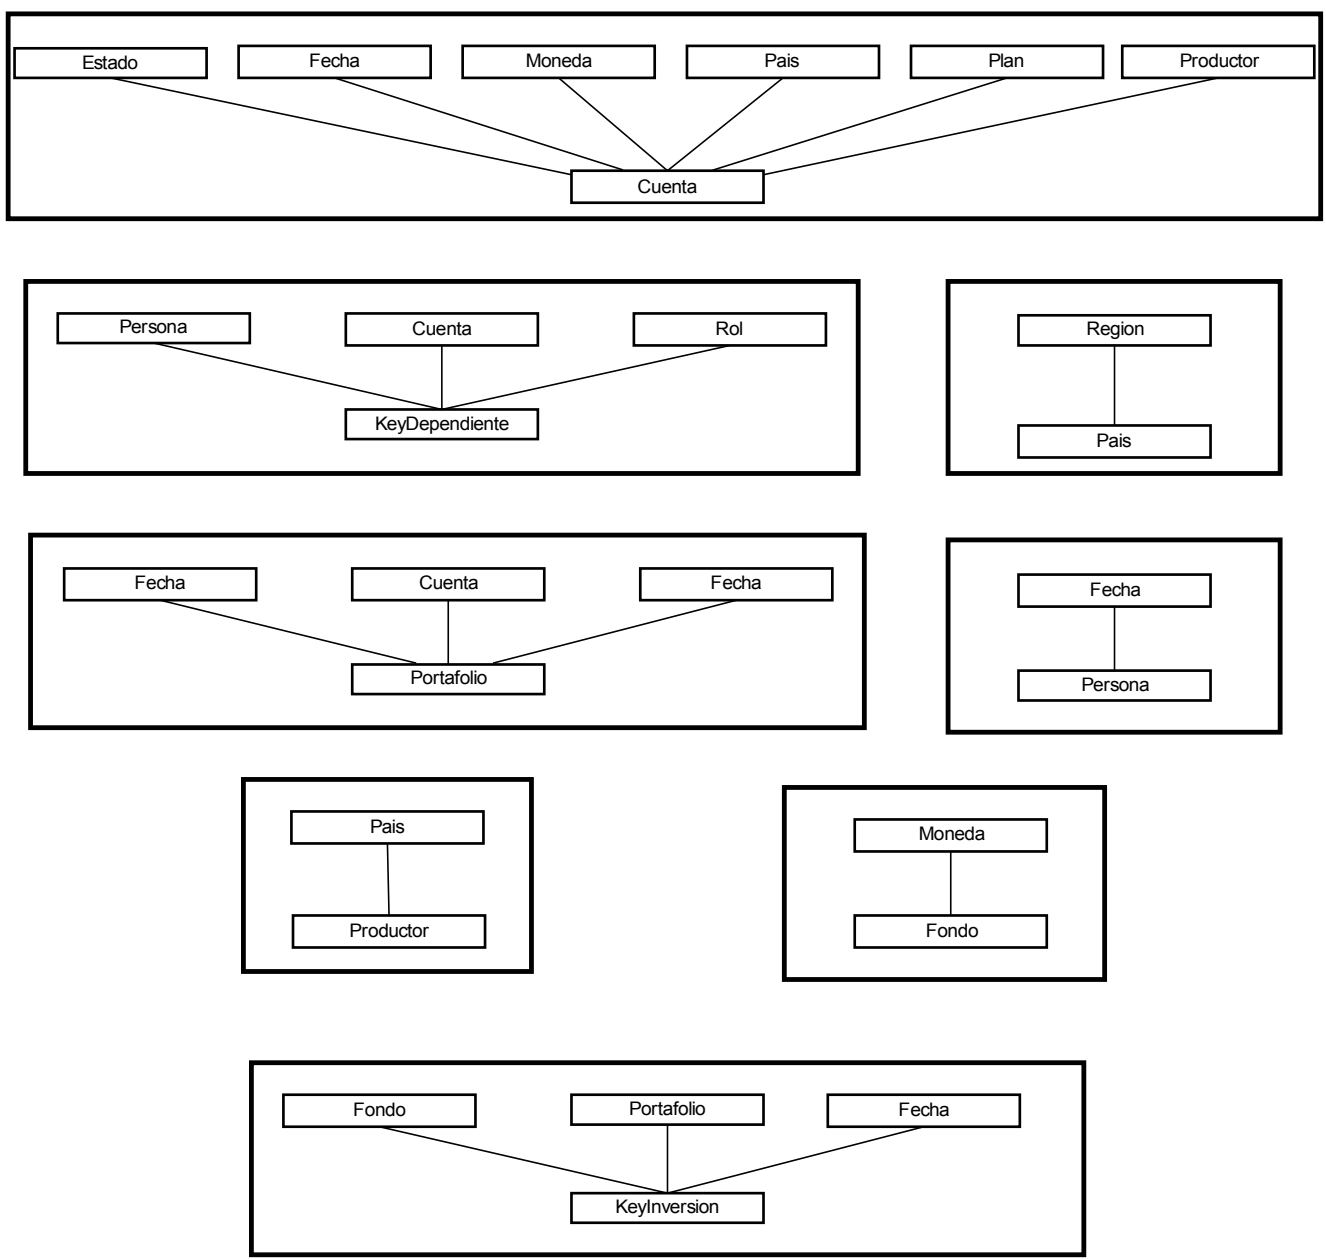 Estado
Fecha
Moneda
Pais
Plan
Productor
Cuenta
Persona
Cuenta
Rol
KeyDependiente
Region
Pais
Fecha
Cuenta
Fecha
Portafolio
Fecha
Persona
Pais
Productor
Moneda
Fondo
Fondo
Portafolio
Fecha
KeyInversion